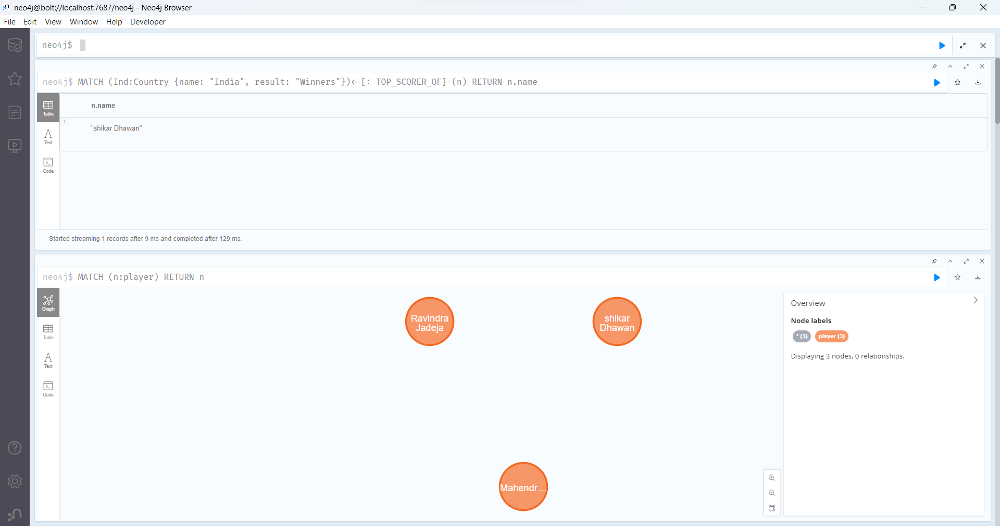 neo4j@bolt://localhost:7687/neo4j - Neo4j Browser
File Edit View Window Help Developer
neo4j$
neo4j$ MATCH (Ind:Country {name: "India", result: "Winners"})<-[: TOP_SCORER_OF]-(n) RETURN n.name
Table
n.name
1
"shikar Dhawan"
Text
Code
Started streaming 1 records after 9 ms and completed after 129 ms.
neo4j$ MATCH (n:player) RETURN n
Graph
Table
Text
Code
Ravindra
Jadeja
shikar
Dhawan
Mahendr...
Overview
Node labels
* (3) player (3)
Displaying 3 nodes, 0 relationships.